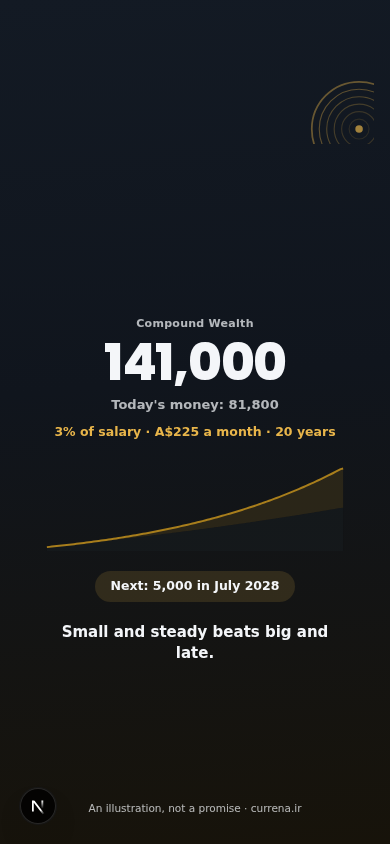 Compound Wealth
141,000
Today's money: 81,800
3% of salary · A$225 a month · 20 years
Next: 5,000 in July 2028
Small and steady beats big and
late.
N
An illustration, not a promise · currena.ir